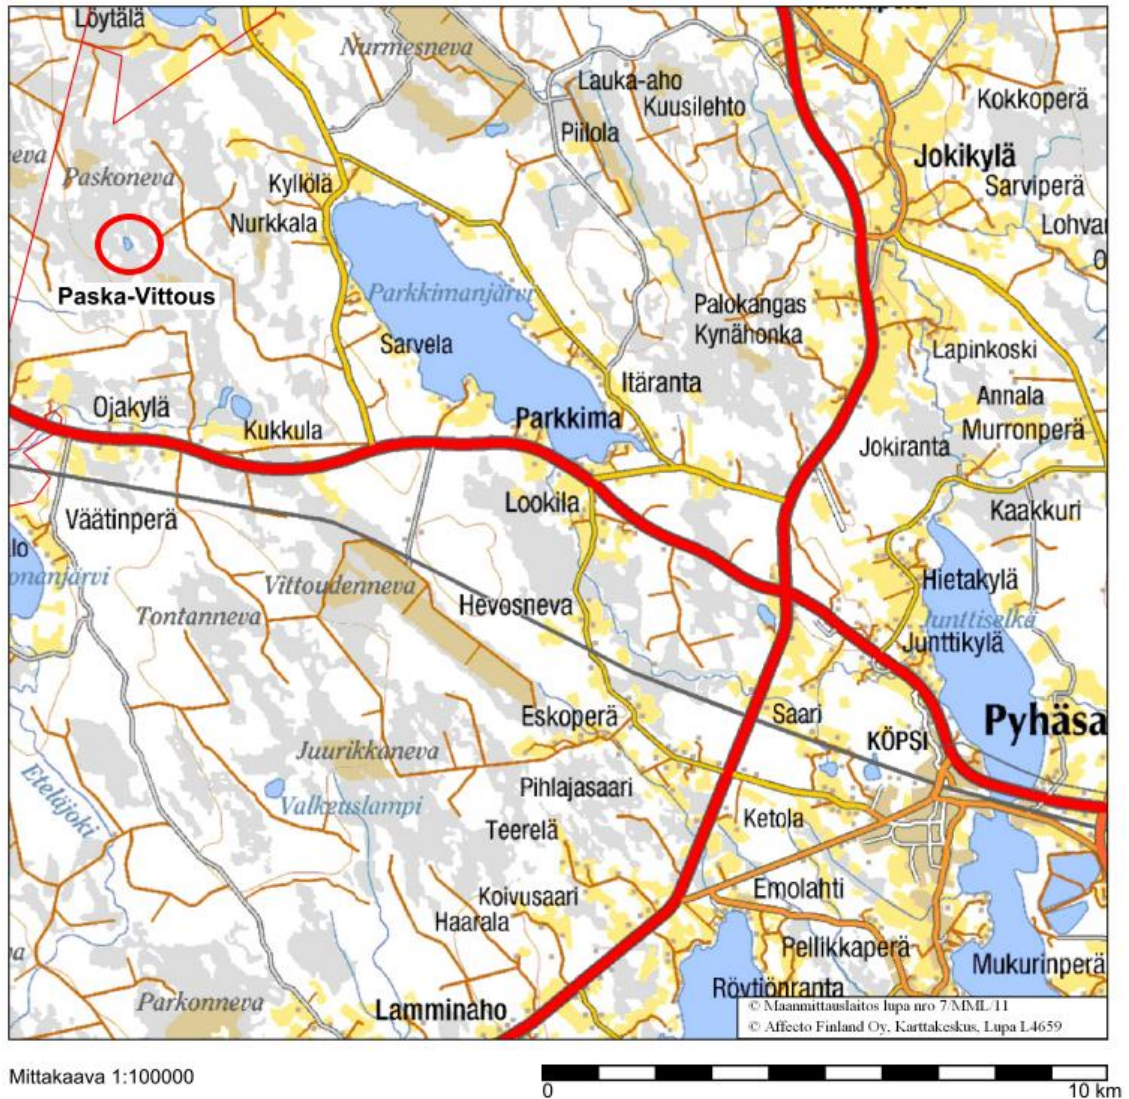 Löytälä
Nurmesneva
Lauka-aho
Kuusilehto
Kokkoperä
Piilola
Jokikylä
Paskoneva
Kyllölä
Sarviperä
Nurkkala
Paska-Vittous
Parkkimanjärvi
Palokangas
Kynähonka
Sarvela
Lapinkoski
Itäranta
Annala
Ojakylä
Parkkima
Murronperä
Kukkula
Jokiranta
Lookila
Kaakkuri
Väätinperä
Vittoudenneva
Hietakylä
Hevosneva
Tontanneva
Junttiselkä
Junttikylä
Eskoperä
Saari
Pyhäsa
KÖPSI
Juurikkaneva
Pihlajasaari
Valkeuslampi
Eteläjoki
Ketola
Teerelä
Emolahti
Koivusaari
Haarala
Pellikkaperä
Mukurinperä
Röytiönranta
Parkonneva
Lamminaho
© Maanmittauslaitos lupa nro 7/MML/11
© Affecto Finland Oy, Karttakeskus, Lupa L4659
Mittakaava 1:100000
0
10 km